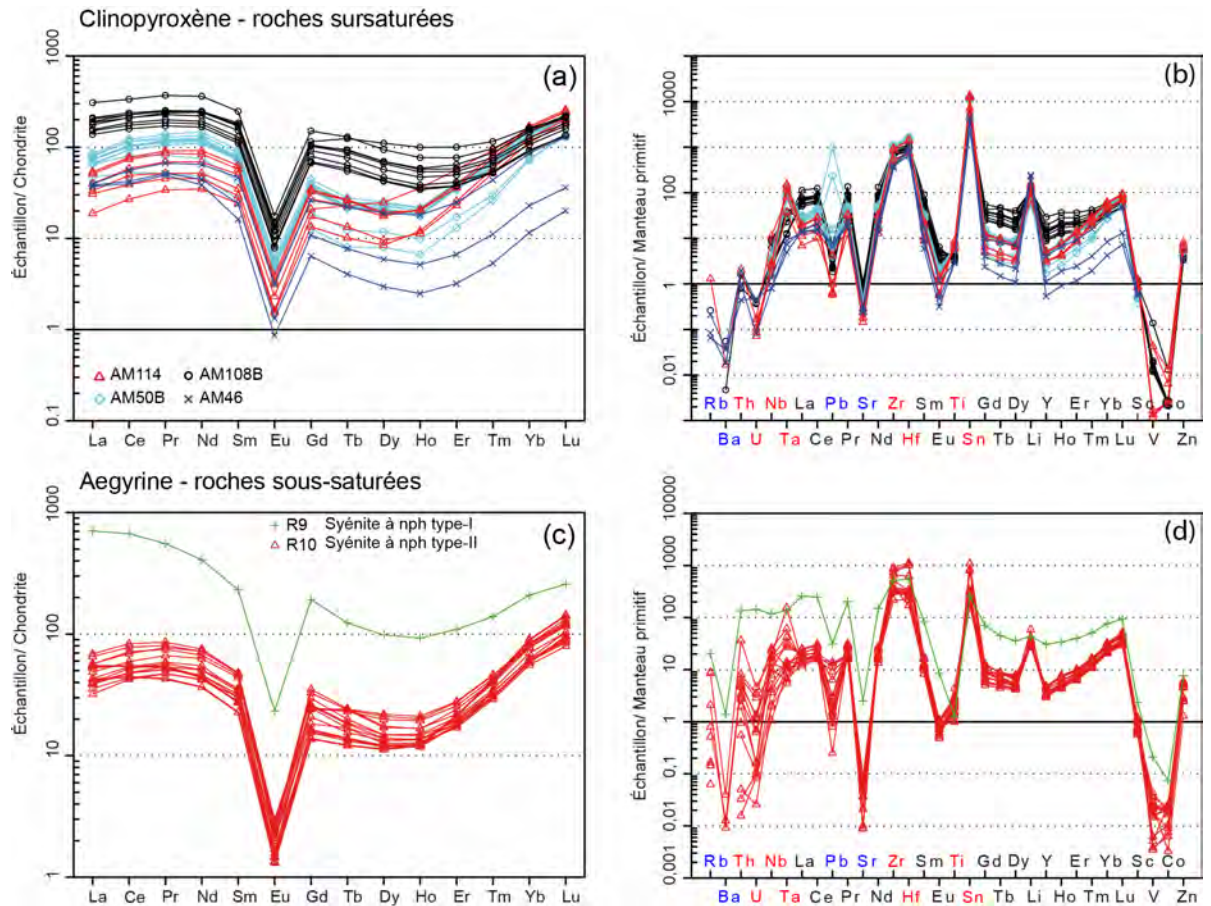 Clinopyroxène - roches sursaturées
Échantillon/ Chondrite
1000
100
10
1
0.1
(a)
AM114
AM108B
AM50B
AM46
La Ce Pr Nd Sm Eu Gd Tb Dy Ho Er Tm Yb Lu
Échantillon/ Manteau primitif
10000
1000
100
10
1
0,1
0,01
(b)
Rb Th Nb La Pb Sr Zr Sm Ti Gd Dy Y Er Yb Sc Co
Ba U Ta Ce Pr Nd Hf Eu Sn Tb Li Ho Tm Lu V Zn
Aegyrine - roches sous-saturées
Échantillon/ Chondrite
1000
100
10
1
(c)
R9 Syénite à nph type-I
R10 Syénite à nph type-II
La Ce Pr Nd Sm Eu Gd Tb Dy Ho Er Tm Yb Lu
Échantillon/ Manteau primitif
10000
1000
100
10
1
0,1
0,01
0,001
(d)
Rb Th Nb La Pb Sr Zr Sm Ti Gd Dy Y Er Yb Sc Co
Ba U Ta Ce Pr Nd Hf Eu Sn Tb Li Ho Tm Lu V Zn